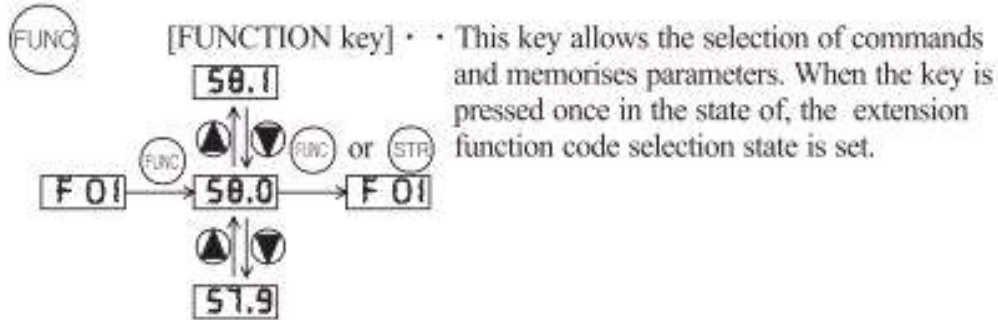 FUNC [FUNCTION key] · · This key allows the selection of commands
58.1 and memorises parameters. When the key is
pressed once in the state of, the extension
FUNC FUNC or STR function code selection state is set.
F 01 58.0 F 01
57.9